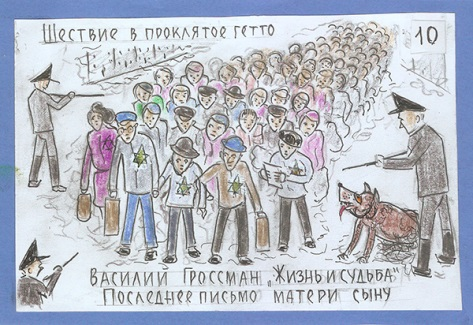 Шествие в проклятое гетто
10
Василий Гроссман „Жизнь и судьба“
Последнее письмо матери сыну